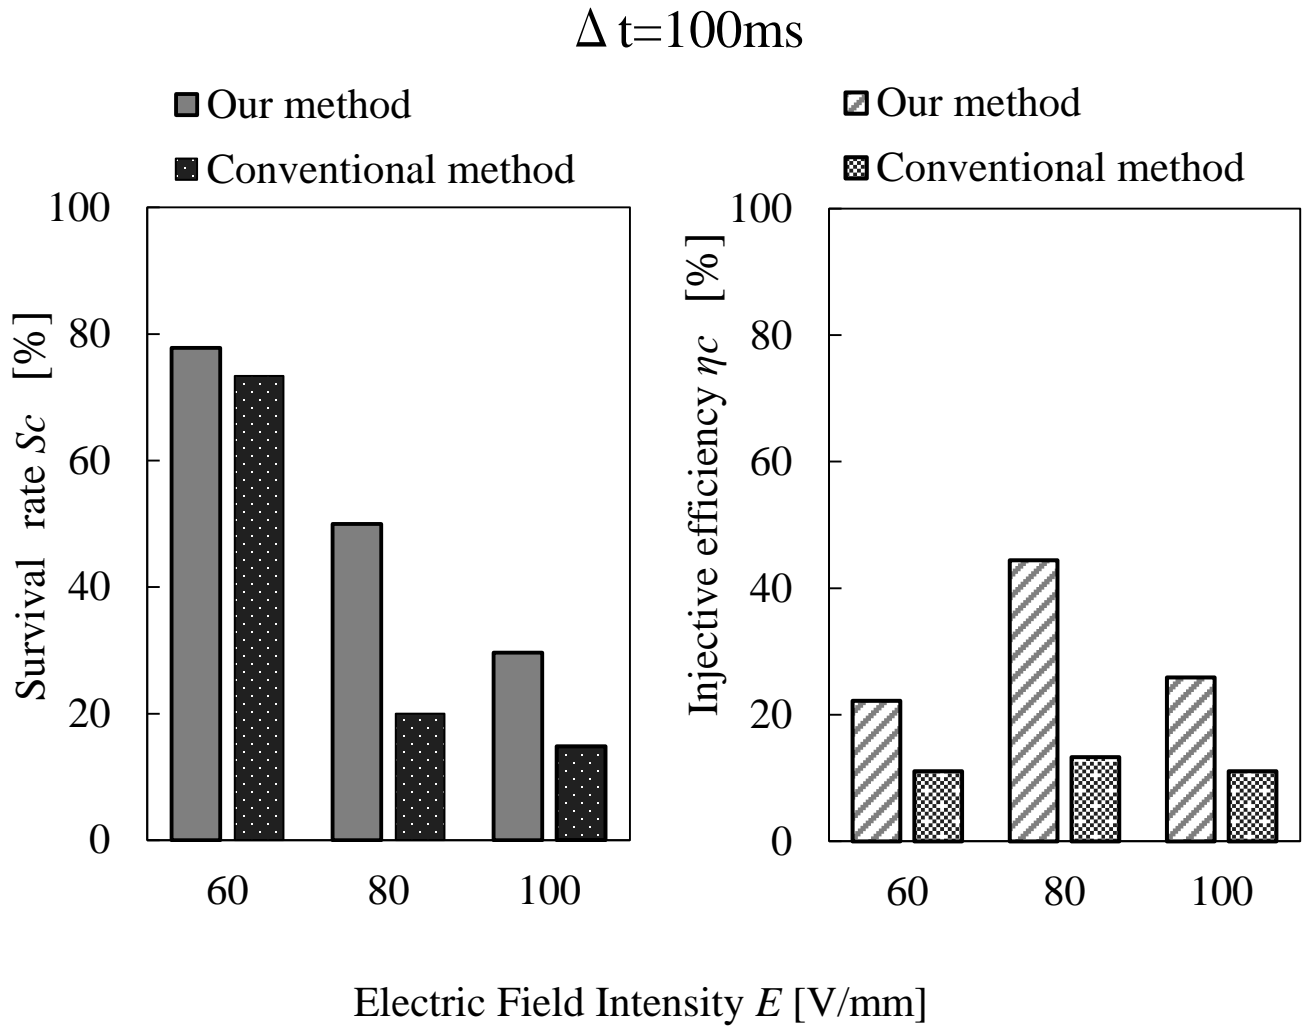 Δ t=100ms
Our method
Conventional method
Survival rate Sc [%]
100
80
60
40
20
0
60 80 100
Our method
Conventional method
Injective efficiency ηc [%]
100
80
60
40
20
0
60 80 100
Electric Field Intensity E [V/mm]